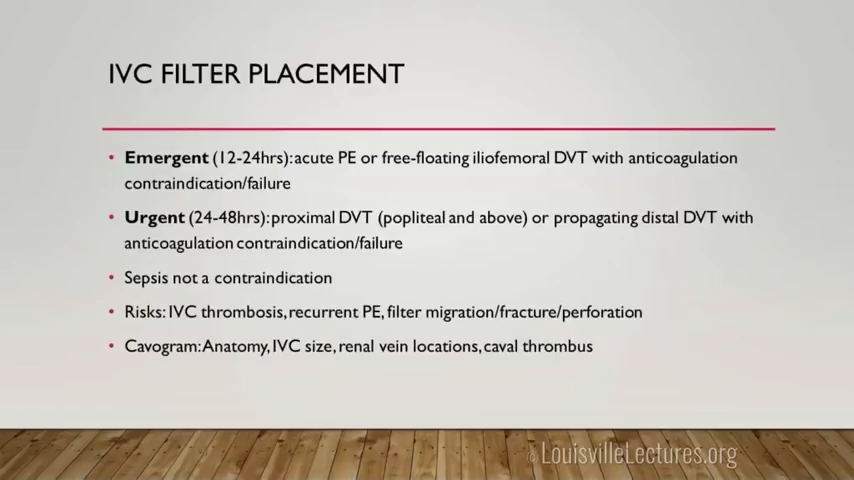 IVC FILTER PLACEMENT
• Emergent (12-24hrs): acute PE or free-floating iliofemoral DVT with anticoagulation
contraindication/failure
• Urgent (24-48hrs): proximal DVT (popliteal and above) or propagating distal DVT with
anticoagulation contraindication/failure
• Sepsis not a contraindication
• Risks: IVC thrombosis, recurrent PE, filter migration/fracture/perforation
• Cavogram: Anatomy, IVC size, renal vein locations, caval thrombus
© LouisvilleLectures.org